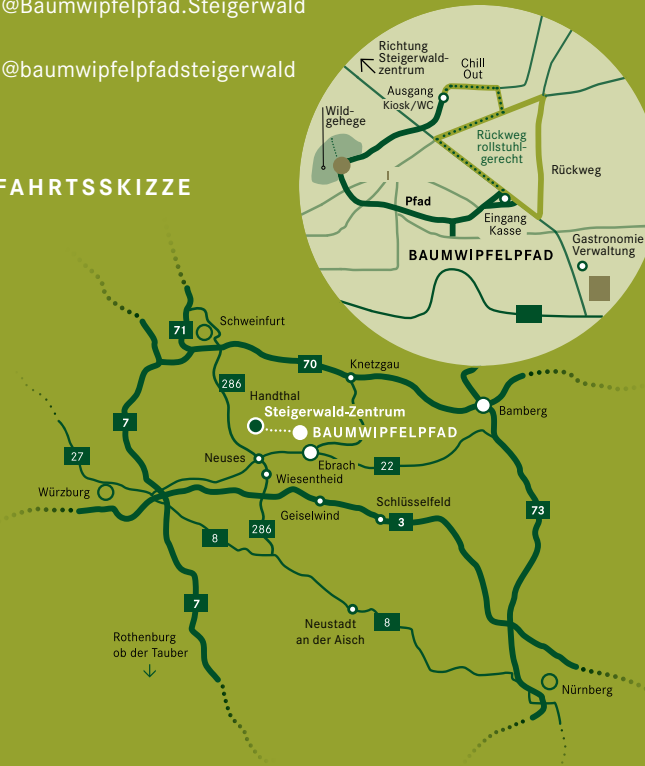 @Baumwipfelpfad.Steigerwald
@baumwipfelpfadsteigerwald
FAHRTSSKIZZE
Richtung
Steigerwald-
zentrum
Chill
Out
Ausgang
Kiosk/WC
Wild-
gehege
Rückweg
rollstuhl-
gerecht
Rückweg
Pfad
Eingang
Kasse
BAUMWIPFELPFAD
Gastronomie
Verwaltung
71
Schweinfurt
70
Knetzgau
286
Handthal
Steigerwald-Zentrum
BAUMWIPFELPFAD
Bamberg
7
27
Neuses
Ebrach
22
Wiesentheid
Würzburg
Geiselwind
Schlüsselfeld
3
73
286
8
7
Neustadt
an der Aisch
8
Rothenburg
ob der Tauber
Nürnberg